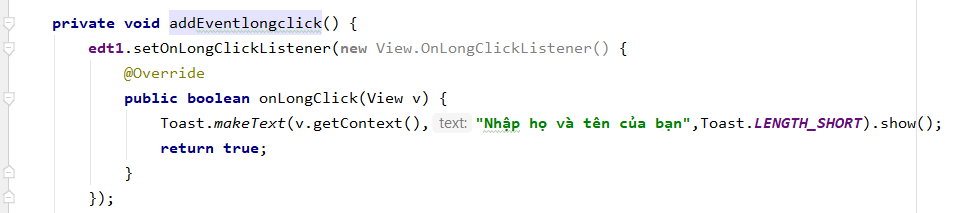 private void addEventlongclick() {
edt1.setOnLongClickListener(new View.OnLongClickListener() {
@Override
public boolean onLongClick(View v) {
Toast.makeText(v.getContext(), text: "Nhập họ và tên của bạn",Toast.LENGTH_SHORT).show();
return true;
}
});